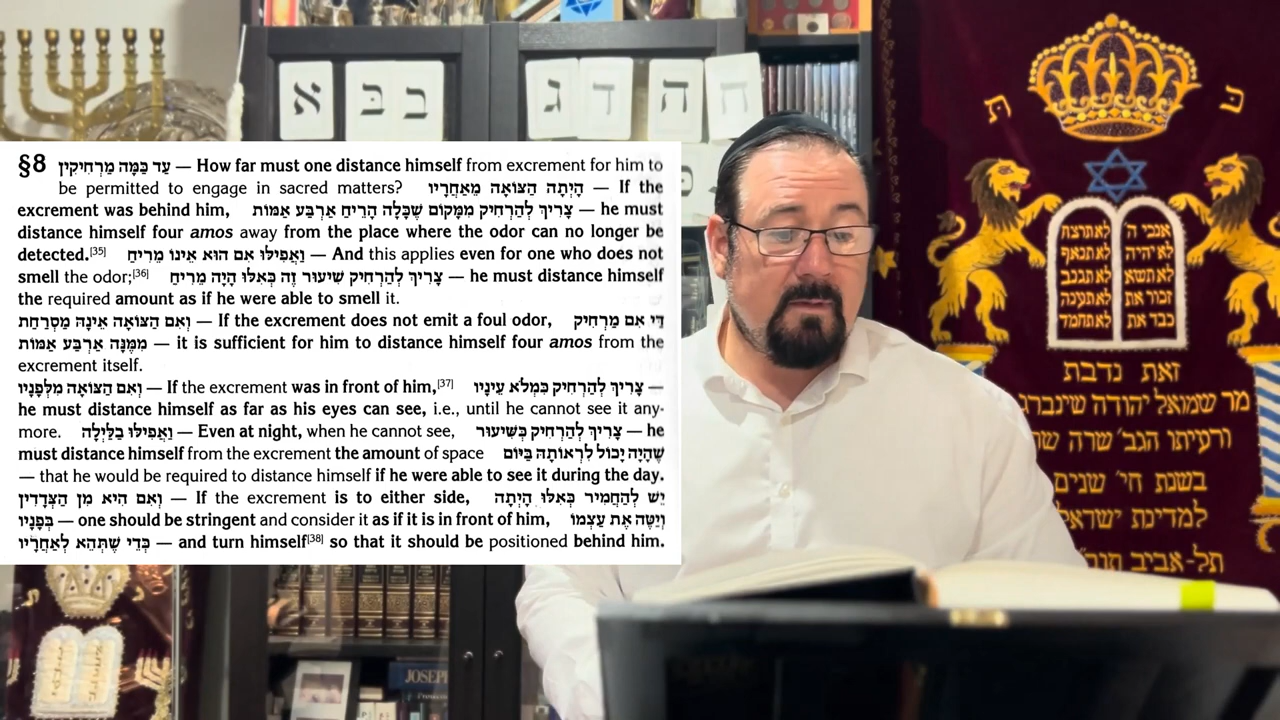 א
בּ
ב
ג
ד
ה
ח
§8 עַד כַּמָּה מַרְחִיקִין — How far must one distance himself from excrement for him to
be permitted to engage in sacred matters? הָיְתָה הַצּוֹאָה מֵאַחֲרָיו — If the
excrement was behind him, צָרִיךְ לְהַרְחִיק מִמָּקוֹם שֶׁכָּלָה הָרֵיחַ אַרְבַּע אַמּוֹת — he must
distance himself four amos away from the place where the odor can no longer be
detected.[35] וַאֲפִילוּ אִם הוּא אֵינוֹ מֵרִיחַ — And this applies even for one who does not
smell the odor;[36] צָרִיךְ לְהַרְחִיק שִׁיעוּר זֶה כְּאִלּוּ הָיָה מֵרִיחַ — he must distance himself
the required amount as if he were able to smell it.
וְאִם הַצּוֹאָה אֵינָהּ מַסְרַחַת — If the excrement does not emit a foul odor, דַּי אִם מַרְחִיק
מִמֶּנָּה אַרְבַּע אַמּוֹת — it is sufficient for him to distance himself four amos from the
excrement itself.
וְאִם הַצּוֹאָה מִלְּפָנָיו — If the excrement was in front of him,[37] צָרִיךְ לְהַרְחִיק כִּמְלֹא עֵינָיו —
he must distance himself as far as his eyes can see, i.e., until he cannot see it any-
more. וַאֲפִילוּ בַּלַּיְלָה — Even at night, when he cannot see, צָרִיךְ לְהַרְחִיק כְּשִׁיעוּר — he
must distance himself from the excrement the amount of space שֶׁהָיָה יָכוֹל לִרְאוֹתָהּ בַּיּוֹם
— that he would be required to distance himself if he were able to see it during the day.
וְאִם הִיא מִן הַצְּדָדִין — If the excrement is to either side, יֵשׁ לְהַחֲמִיר כְּאִלּוּ הָיְתָה
בְּפָנָיו — one should be stringent and consider it as if it is in front of him, וְיַטֶּה אֶת עַצְמוֹ
כְּדֵי שֶׁתְּהֵא לְאַחֲרָיו — and turn himself[38] so that it should be positioned behind him.
ת כ
אנכי ה' לא תרצח
לא יהיה לא תנאף
לא תשא לא תגנב
זכור את לא תענה
כבד את לא תחמד
זאת נדבת
מר שמואל יהודה שינברג
ורעיתו הגב' שרה
בשנת חי' שנים
למדינת ישראל
תל-אביב
JOSEP